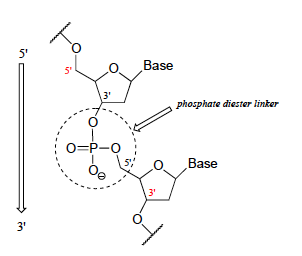 O
5'
5'
O
Base
3'
phosphate diester linker
O
O=P–O
O⊖
5'
O
Base
3'
3'
O